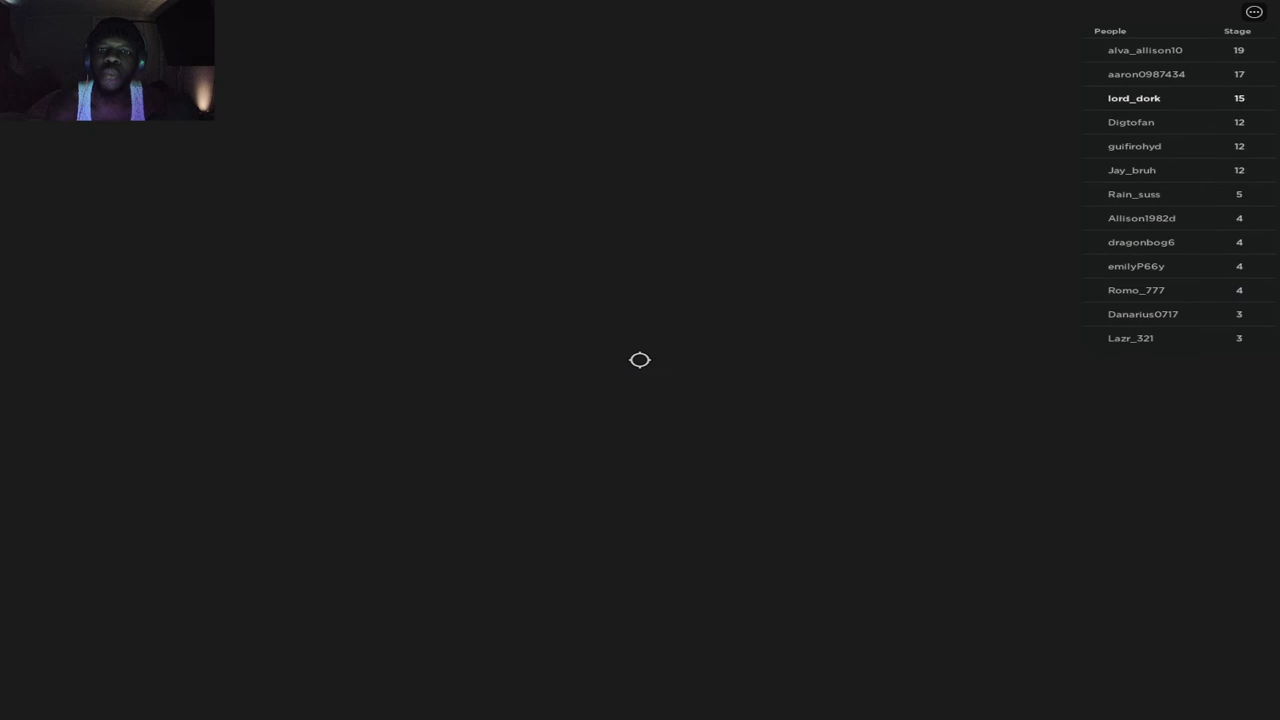 People Stage
alva_allison10 19
aaron0987434 17
lord_dork 15
Digtofan 12
guifirohyd 12
Jay_bruh 12
Rain_suss 5
Allison1982d 4
dragonbog6 4
emilyP66y 4
Romo_777 4
Danarius0717 3
Lazr_321 3